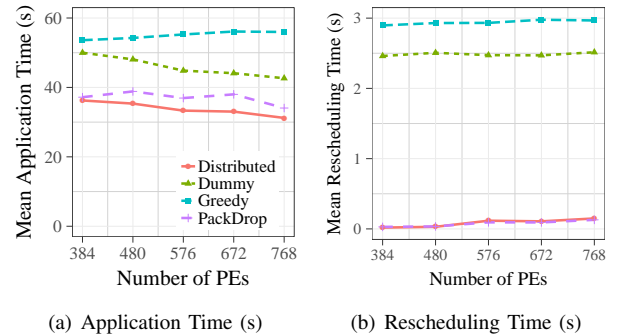 Mean Application Time (s)
60
40
20
0
Distributed
Dummy
Greedy
PackDrop
384 480 576 672 768
Number of PEs
(a) Application Time (s)
Mean Rescheduling Time (s)
3
2
1
0
384 480 576 672 768
Number of PEs
(b) Rescheduling Time (s)